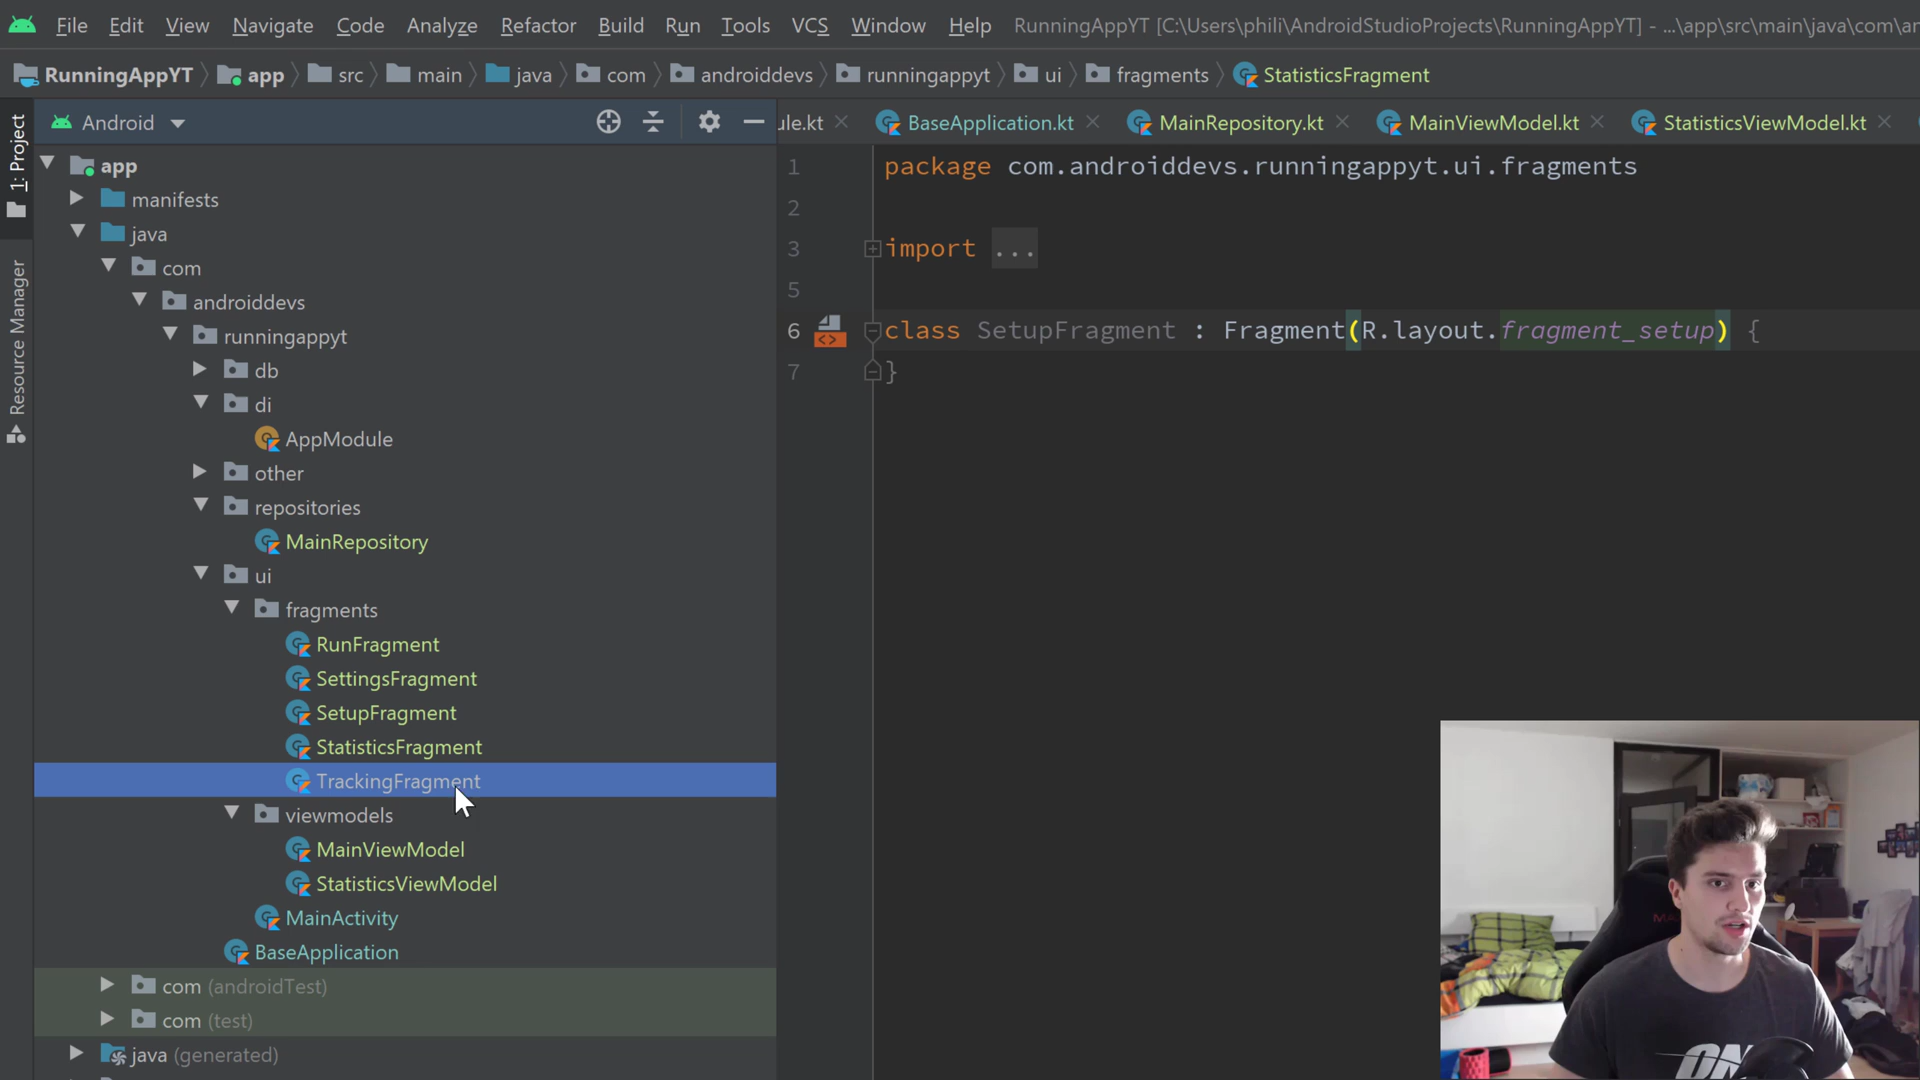 File Edit View Navigate Code Analyze Refactor Build Run Tools VCS Window Help RunningAppYT [C:\Users\phili\AndroidStudioProjects\RunningAppYT] - ...\app\src\main\java\com\
RunningAppYT app src main java com androiddevs runningappyt ui fragments StatisticsFragment
1: Project
Resource Manager
Android
ule.kt BaseApplication.kt MainRepository.kt MainViewModel.kt StatisticsViewModel.kt
app
manifests
java
com
androiddevs
runningappyt
db
di
AppModule
other
repositories
MainRepository
ui
fragments
RunFragment
SettingsFragment
SetupFragment
StatisticsFragment
TrackingFragment
viewmodels
MainViewModel
StatisticsViewModel
MainActivity
BaseApplication
com (androidTest)
com (test)
java (generated)
1 package com.androiddevs.runningappyt.ui.fragments
2
3 import ...
5
6 class SetupFragment : Fragment(R.layout.fragment_setup) {
7 }